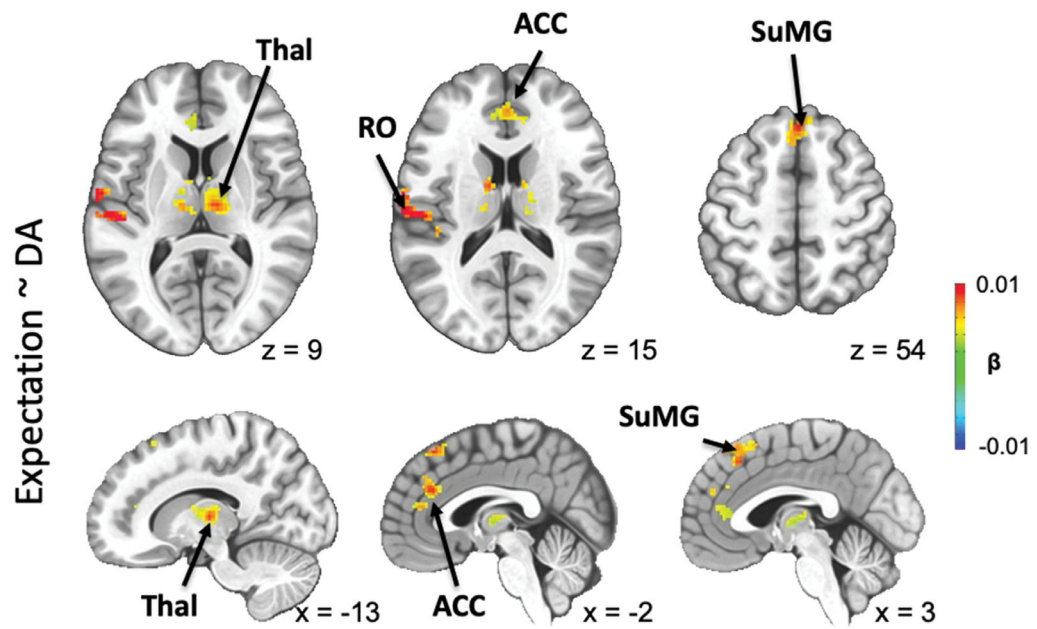 Expectation ~ DA
Thal
ACC
SuMG
RO
z = 9
z = 15
z = 54
0.01
β
-0.01
SuMG
Thal
ACC
x = -13
x = -2
x = 3